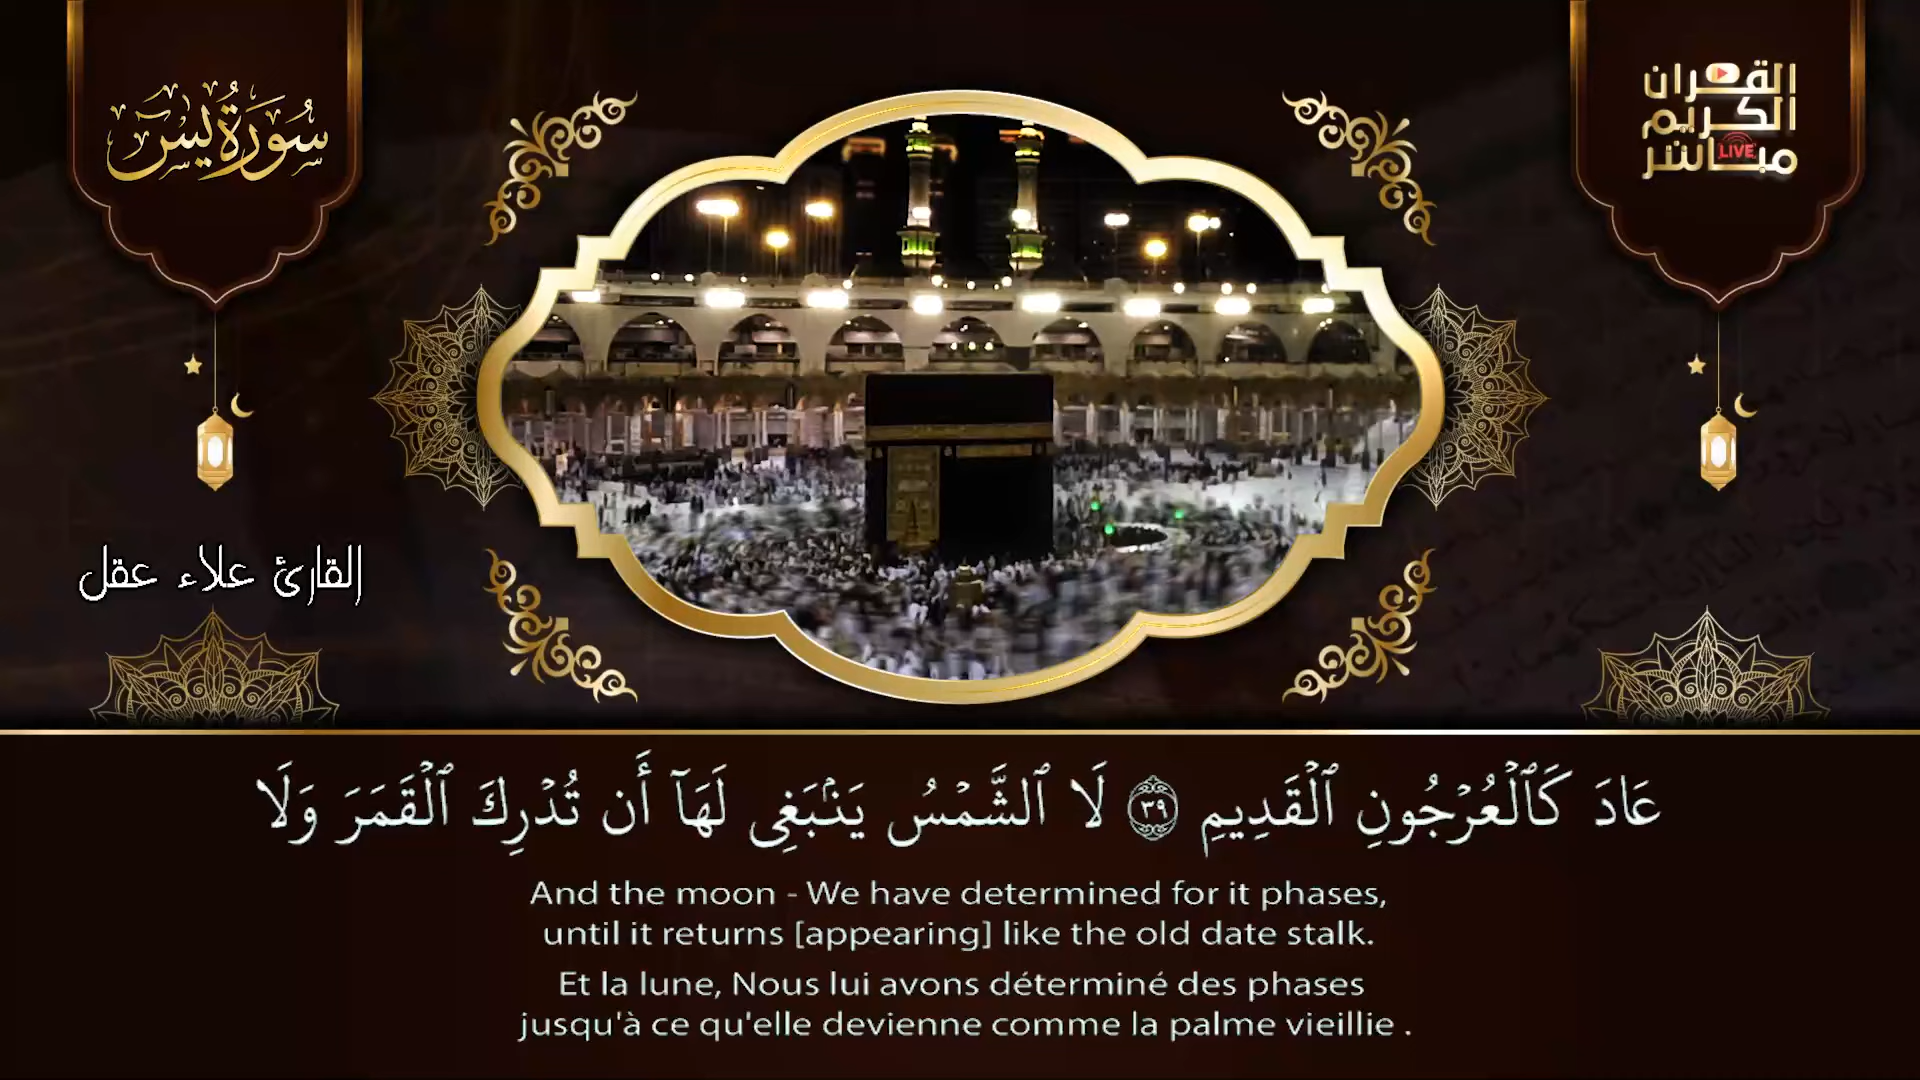 سُورَةُ يس
القران
الكريم
مباشر
LIVE
القارئ علاء عقل
عَادَ كَٱلْعُرْجُونِ ٱلْقَدِيمِ ٣٩ لَا ٱلشَّمْسُ يَنۢبَغِى لَهَآ أَن تُدْرِكَ ٱلْقَمَرَ وَلَا
And the moon - We have determined for it phases,
until it returns [appearing] like the old date stalk.
Et la lune, Nous lui avons déterminé des phases
jusqu'à ce qu'elle devienne comme la palme vieillie .